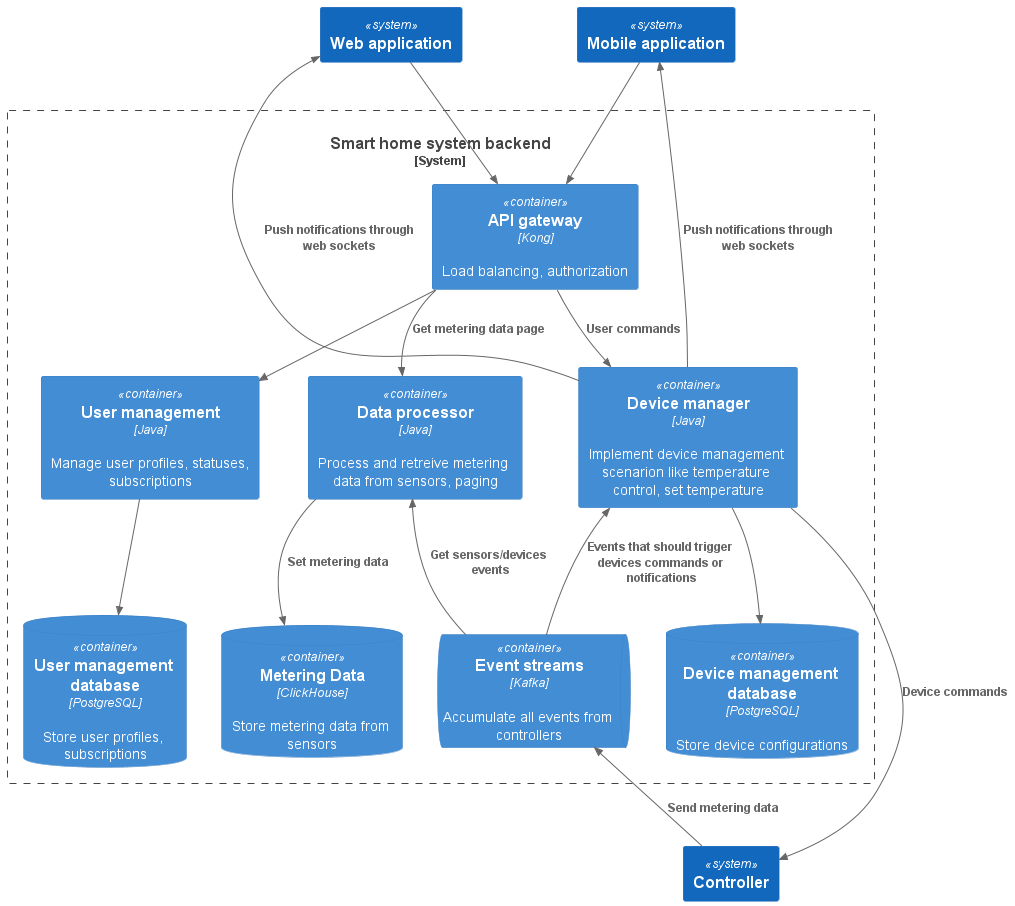 «system»
Web application
«system»
Mobile application
Smart home system backend
[System]
«container»
API gateway
[Kong]
Load balancing, authorization
Push notifications through
web sockets
Push notifications through
web sockets
Get metering data page
User commands
«container»
User management
[Java]
Manage user profiles, statuses,
subscriptions
«container»
Data processor
[Java]
Process and retreive metering
data from sensors, paging
«container»
Device manager
[Java]
Implement device management
scenarion like temperature
control, set temperature
Set metering data
Get sensors/devices
events
Events that should trigger
devices commands or
notifications
«container»
User management
database
[PostgreSQL]
Store user profiles,
subscriptions
«container»
Metering Data
[ClickHouse]
Store metering data from
sensors
«container»
Event streams
[Kafka]
Accumulate all events from
controllers
«container»
Device management
database
[PostgreSQL]
Store device configurations
Device commands
Send metering data
«system»
Controller